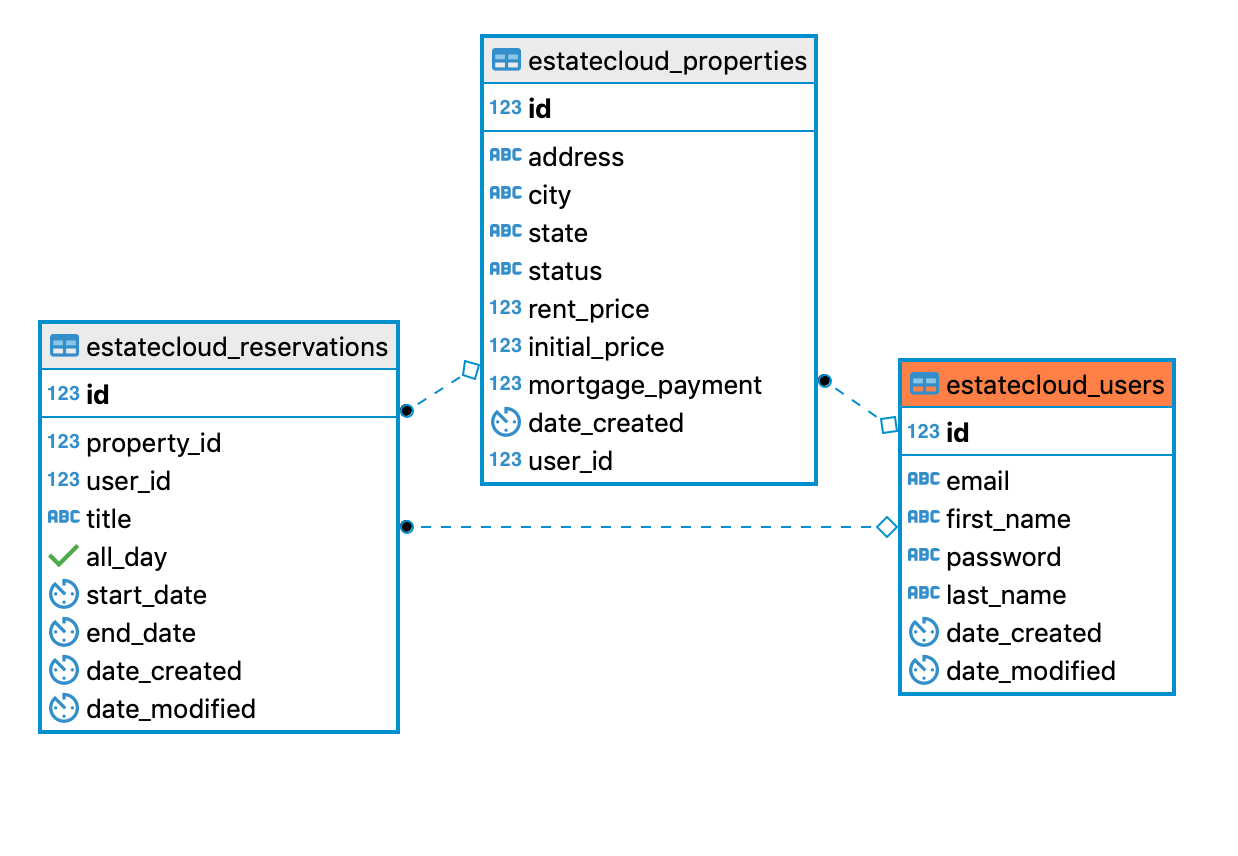 estatecloud_properties
123 id
ABC address
ABC city
ABC state
ABC status
123 rent_price
123 initial_price
123 mortgage_payment
date_created
123 user_id
estatecloud_reservations
123 id
123 property_id
123 user_id
ABC title
all_day
start_date
end_date
date_created
date_modified
estatecloud_users
123 id
ABC email
ABC first_name
ABC password
ABC last_name
date_created
date_modified